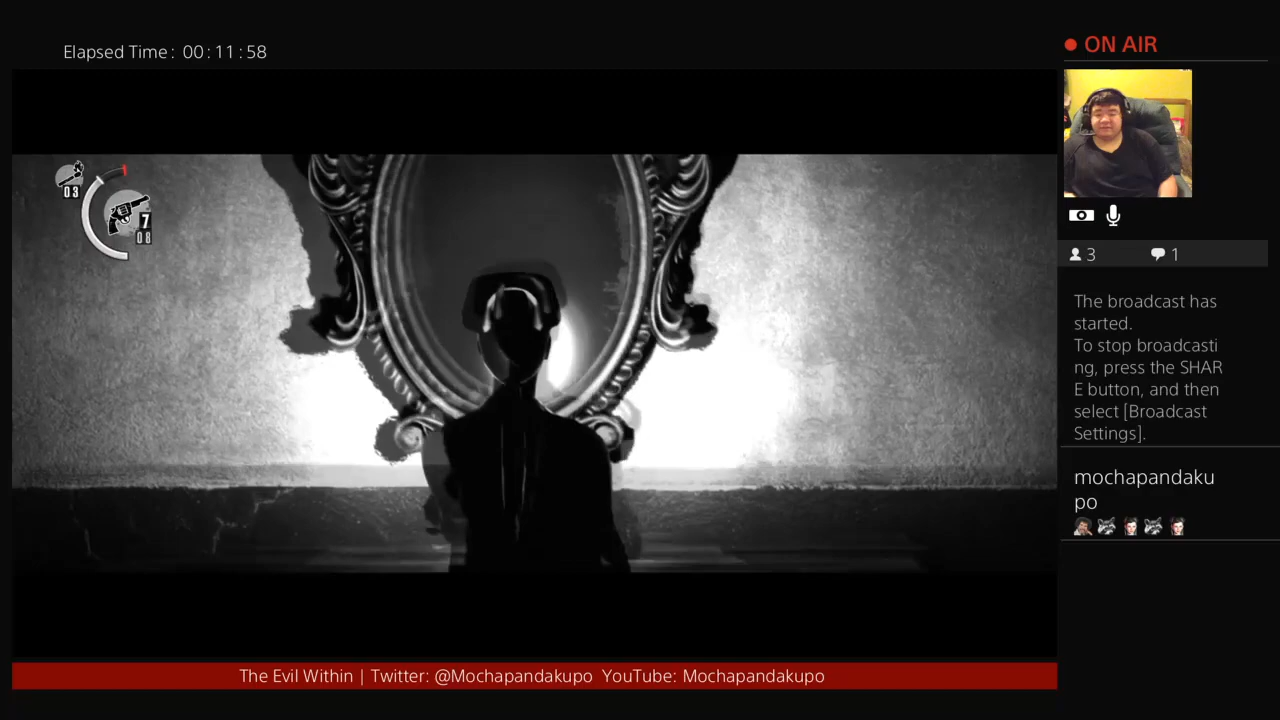 Elapsed Time: 00:11:58
ON AIR
03
7
08
3
1
The broadcast has
started.
To stop broadcasti
ng, press the SHAR
E button, and then
select [Broadcast
Settings].
mochapandaku
po
The Evil Within | Twitter: @Mochapandakupo YouTube: Mochapandakupo